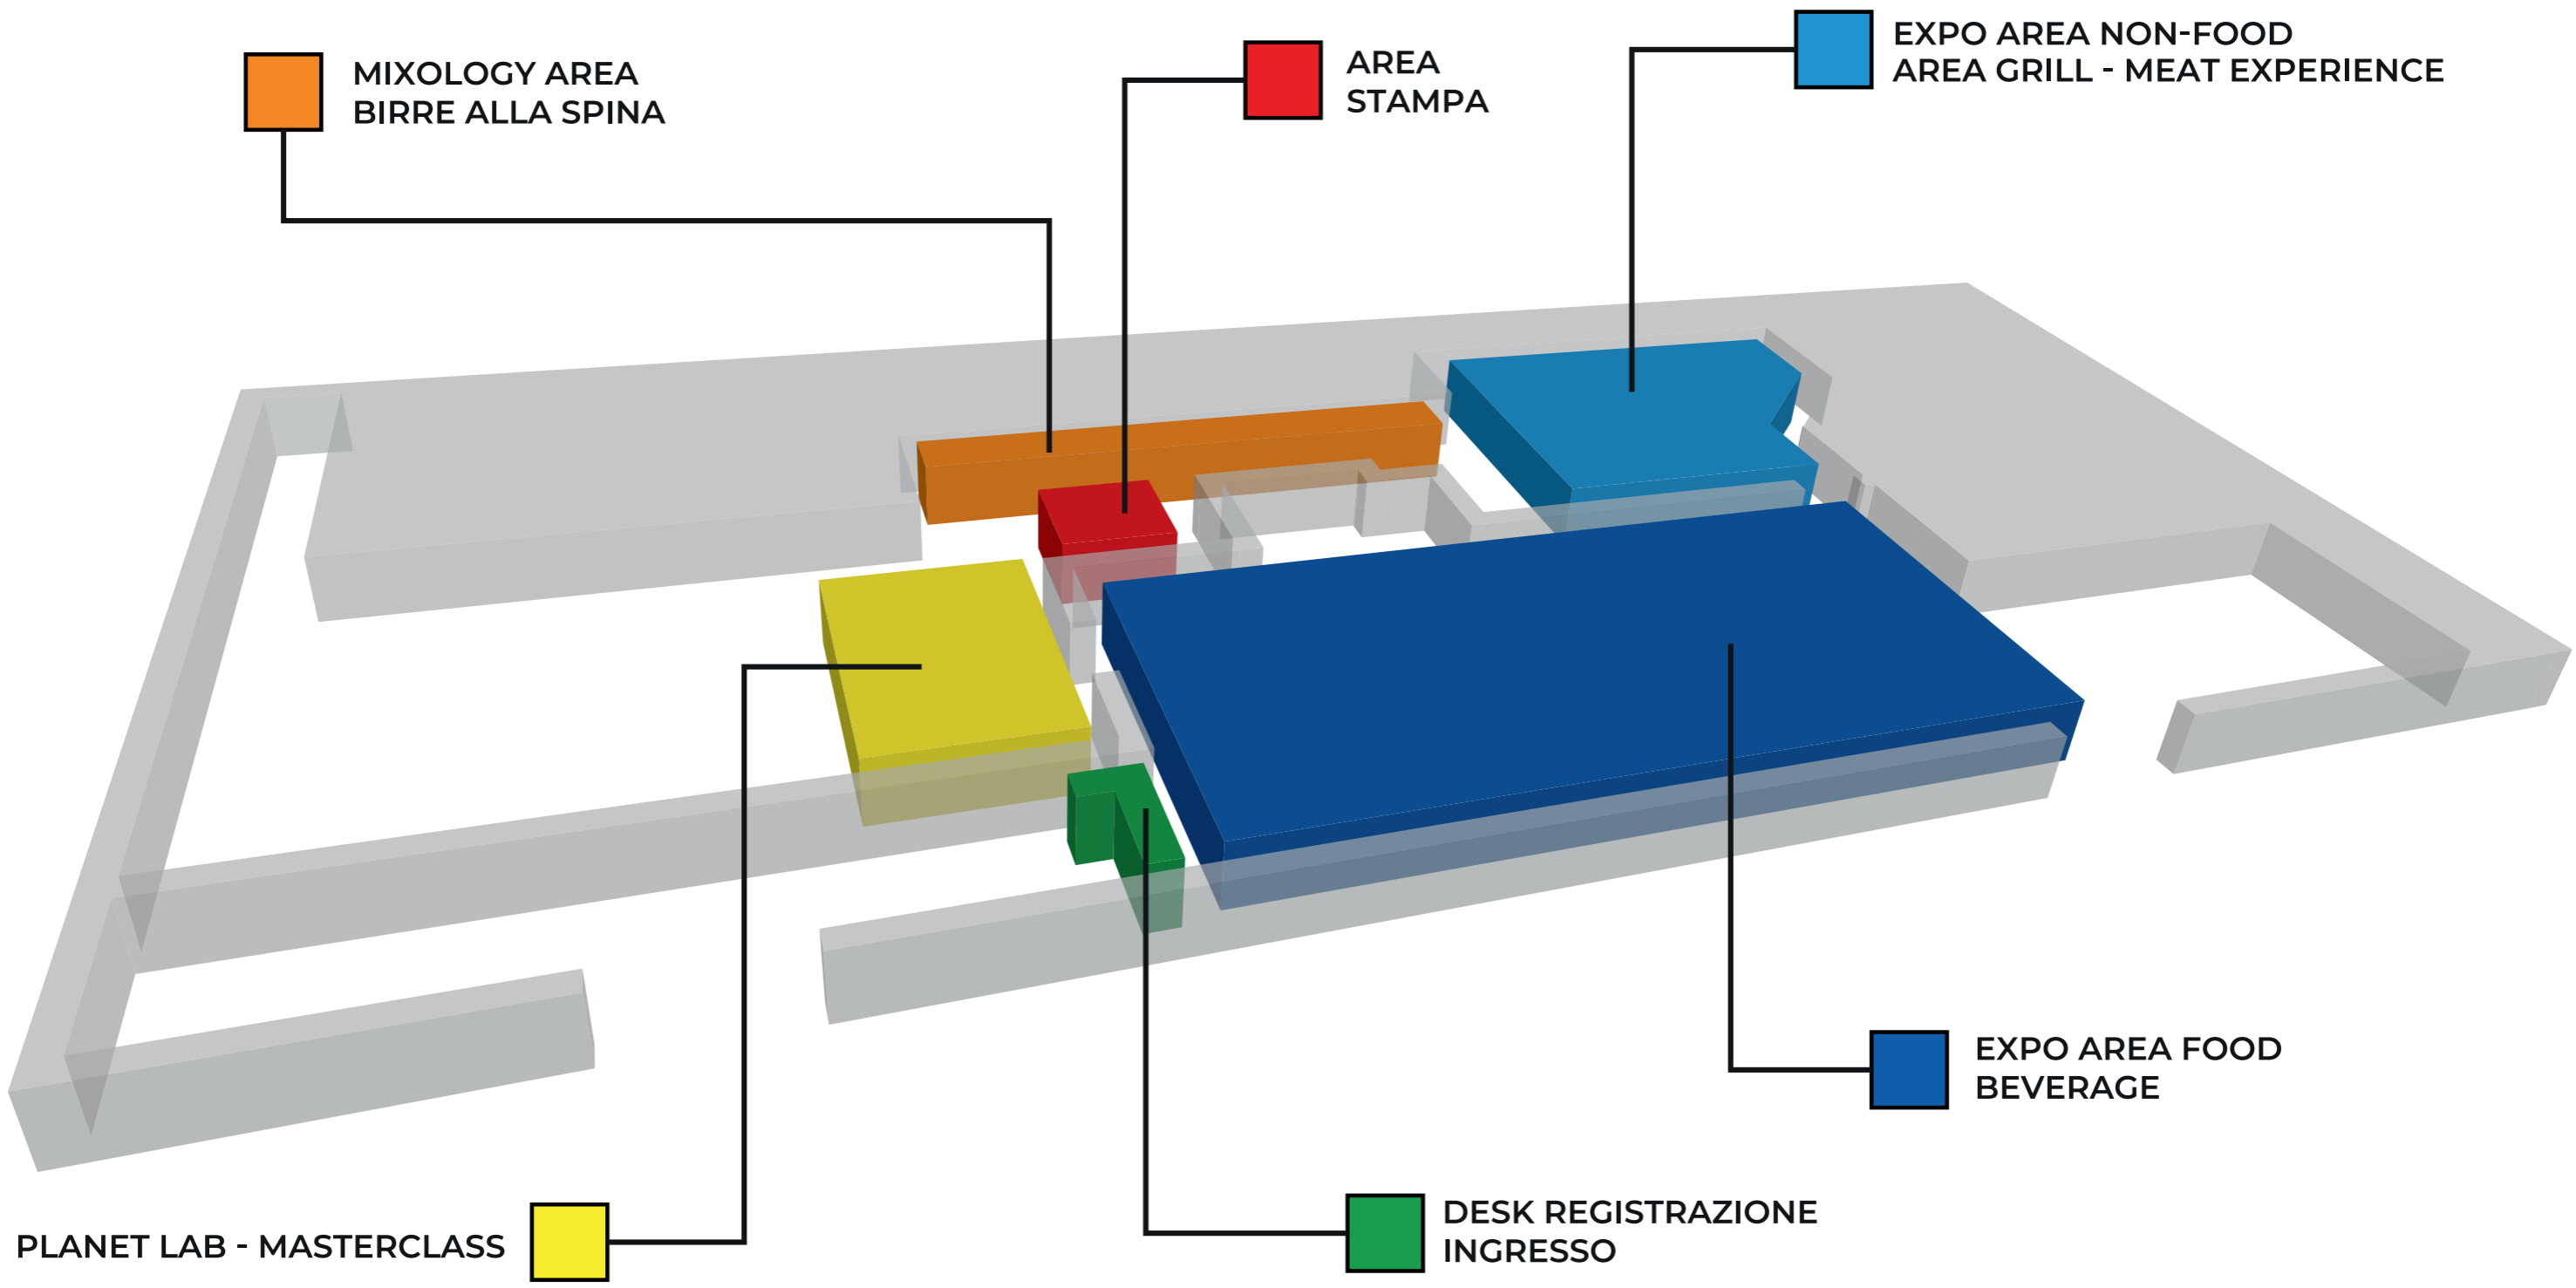 MIXOLOGY AREA
BIRRE ALLA SPINA
AREA
STAMPA
EXPO AREA NON-FOOD
AREA GRILL - MEAT EXPERIENCE
EXPO AREA FOOD
BEVERAGE
DESK REGISTRAZIONE
INGRESSO
PLANET LAB - MASTERCLASS